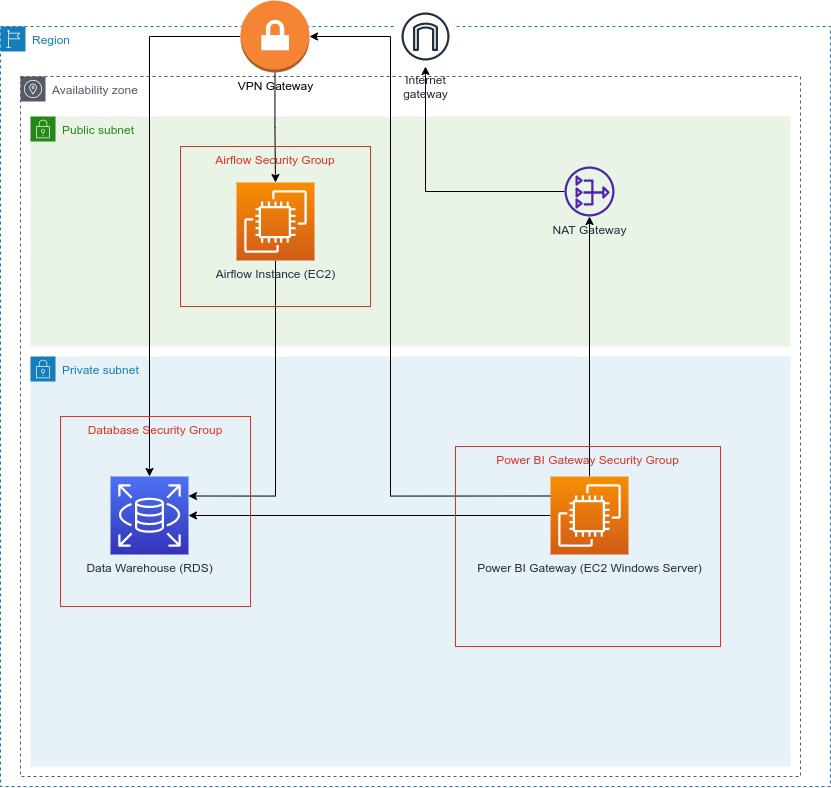 Region
VPN Gateway
Internet
gateway
Availability zone
Public subnet
Airflow Security Group
Airflow Instance (EC2)
NAT Gateway
Private subnet
Database Security Group
Data Warehouse (RDS)
Power BI Gateway Security Group
Power BI Gateway (EC2 Windows Server)